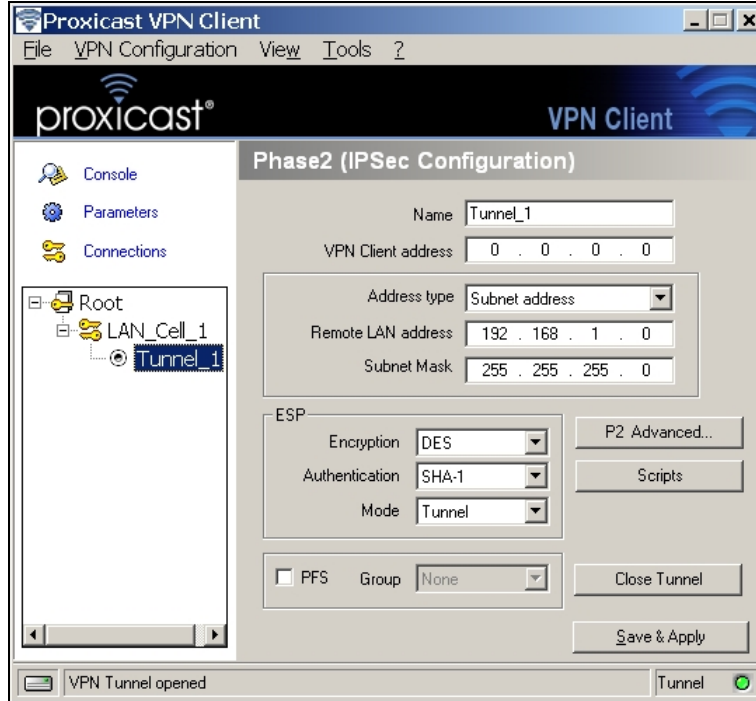 Proxicast VPN Client
File VPN Configuration View Tools ?
proxicast®
VPN Client
Console
Parameters
Connections
Root
LAN_Cell_1
Tunnel_1
Phase2 (IPSec Configuration)
Name Tunnel_1
VPN Client address 0 . 0 . 0 . 0
Address type Subnet address
Remote LAN address 192 . 168 . 1 . 0
Subnet Mask 255 . 255 . 255 . 0
ESP
Encryption DES
Authentication SHA-1
Mode Tunnel
P2 Advanced...
Scripts
PFS Group None
Close Tunnel
Save & Apply
VPN Tunnel opened Tunnel